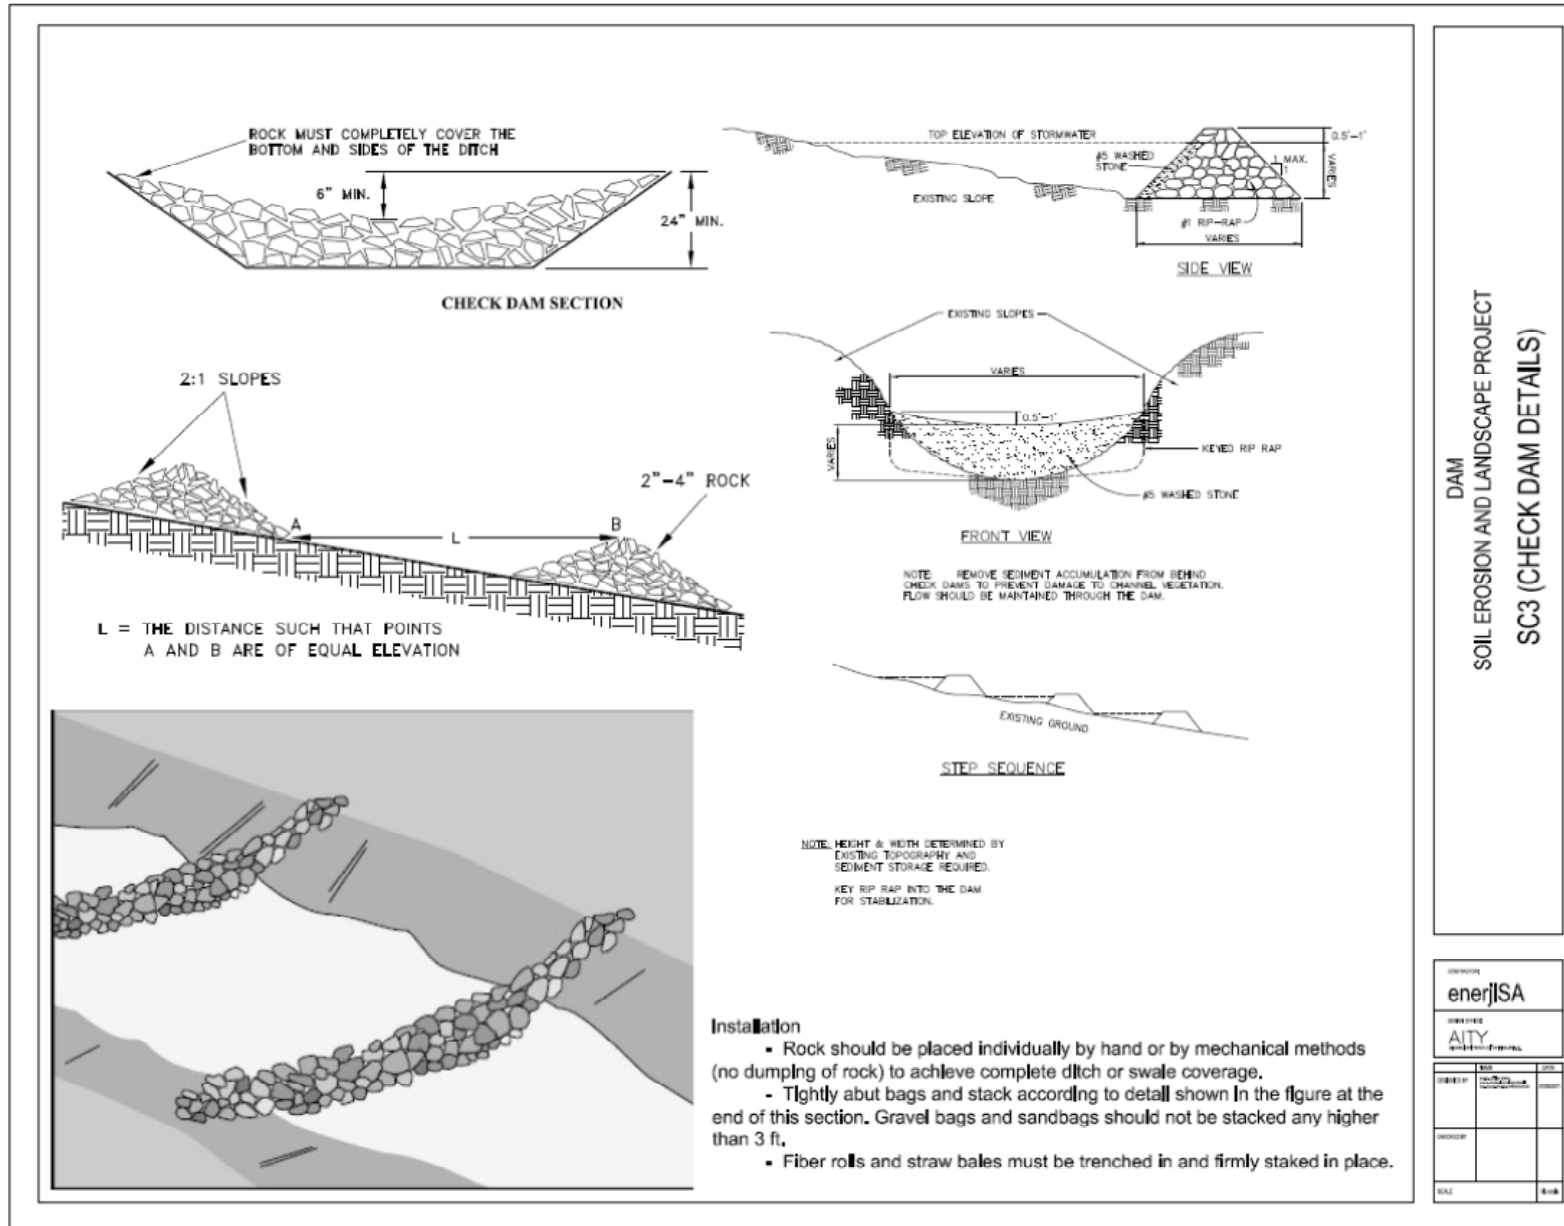 ROCK MUST COMPLETELY COVER THE
BOTTOM AND SIDES OF THE DITCH
6" MIN.
24" MIN.
CHECK DAM SECTION
TOP ELEVATION OF STORMWATER
0.5'-1'
#5 WASHED
STONE
1 MAX.
1
VARIES
EXISTING SLOPE
#1 RIP-RAP
VARIES
SIDE VIEW
EXISTING SLOPES
VARIES
0.5'-1'
VARIES
KEYED RIP RAP
#5 WASHED STONE
FRONT VIEW
NOTE: REMOVE SEDIMENT ACCUMULATION FROM BEHIND
CHECK DAMS TO PREVENT DAMAGE TO CHANNEL VEGETATION.
FLOW SHOULD BE MAINTAINED THROUGH THE DAM.
2:1 SLOPES
2"-4" ROCK
A
L
B
L = THE DISTANCE SUCH THAT POINTS
A AND B ARE OF EQUAL ELEVATION
EXISTING GROUND
STEP SEQUENCE
NOTE: HEIGHT & WIDTH DETERMINED BY
EXISTING TOPOGRAPHY AND
SEDIMENT STORAGE REQUIRED.
KEY RIP RAP INTO THE DAM
FOR STABILIZATION.
Installation
- Rock should be placed individually by hand or by mechanical methods
(no dumping of rock) to achieve complete ditch or swale coverage.
- Tightly abut bags and stack according to detail shown in the figure at the
end of this section. Gravel bags and sandbags should not be stacked any higher
than 3 ft.
- Fiber rolls and straw bales must be trenched in and firmly staked in place.
DAM
SOIL EROSION AND LANDSCAPE PROJECT
SC3 (CHECK DAM DETAILS)
enerjISA
AITY
DESIGNED BY
NAME
DATE
CHECKED BY
SCALE